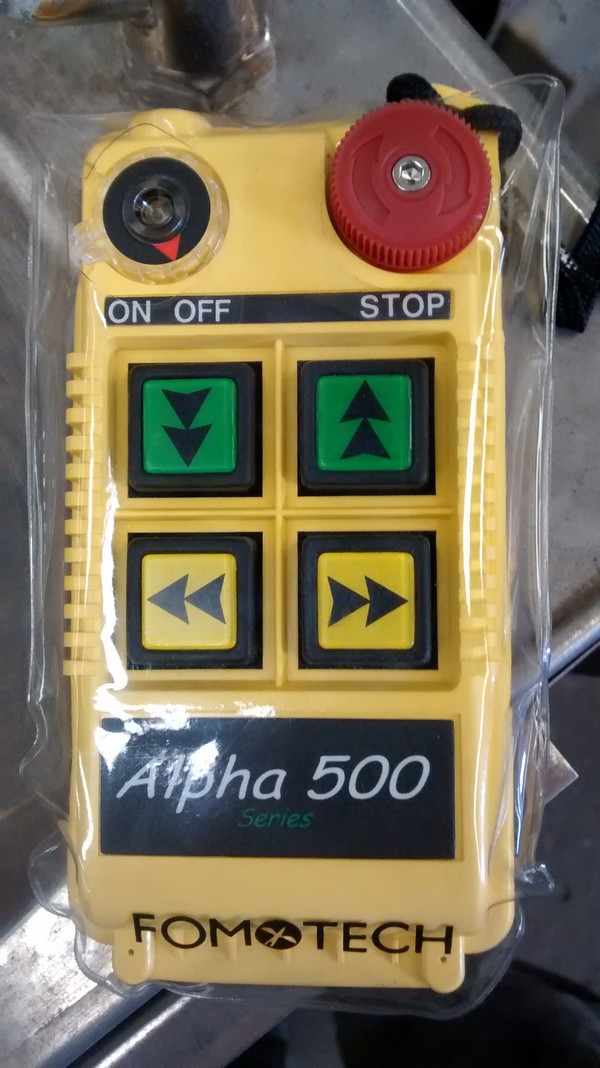 ON OFF STOP
Alpha 500
Series
FOMOTECH